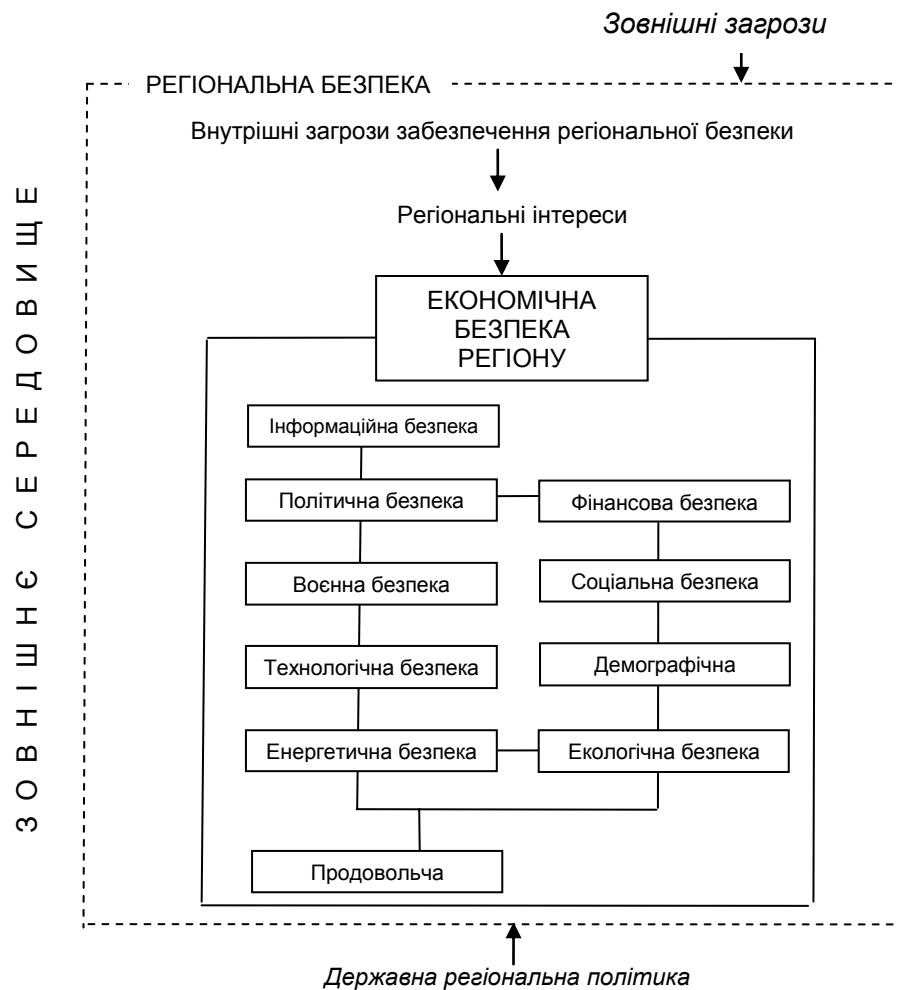 Зовнішні загрози
РЕГІОНАЛЬНА БЕЗПЕКА
Внутрішні загрози забезпечення регіональної безпеки
Регіональні інтереси
ЗОВНІШНЄ СЕРЕДОВИЩЕ
ЕКОНОМІЧНА
БЕЗПЕКА
РЕГІОНУ
Інформаційна безпека
Політична безпека
Фінансова безпека
Воєнна безпека
Соціальна безпека
Технологічна безпека
Демографічна
Енергетична безпека
Екологічна безпека
Продовольча
Державна регіональна політика